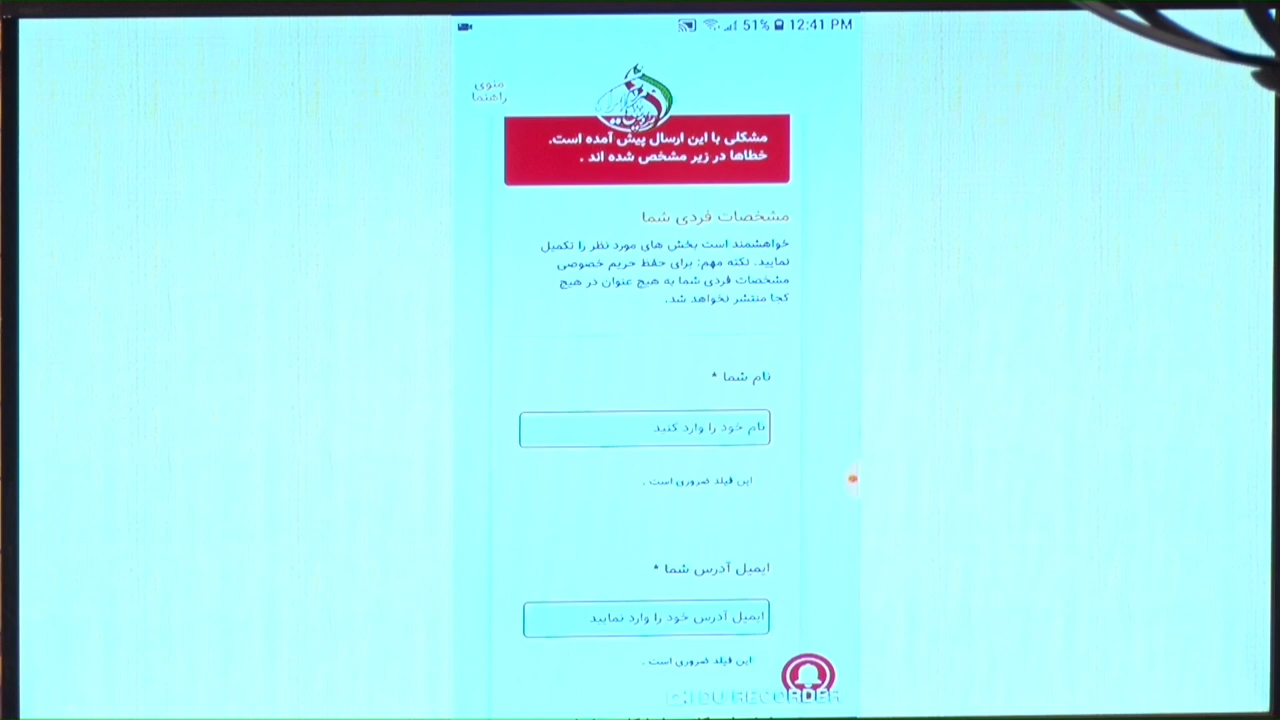 51% 12:41 PM
منوی
راهنما
مشکلی با این ارسال پیش آمده است.
خطاها در زیر مشخص شده اند .
مشخصات فردی شما
خواهشمند است بخش های مورد نظر را تکمیل
نمایید. نکته مهم: برای حفظ حریم خصوصی
مشخصات فردی شما به هیچ عنوان در هیچ
کجا منتشر نخواهد شد.
نام شما *
نام خود را وارد کنید
این فیلد ضروری است .
ایمیل آدرس شما *
ایمیل آدرس خود را وارد نمایید
این فیلد ضروری است .
DU RECORDER